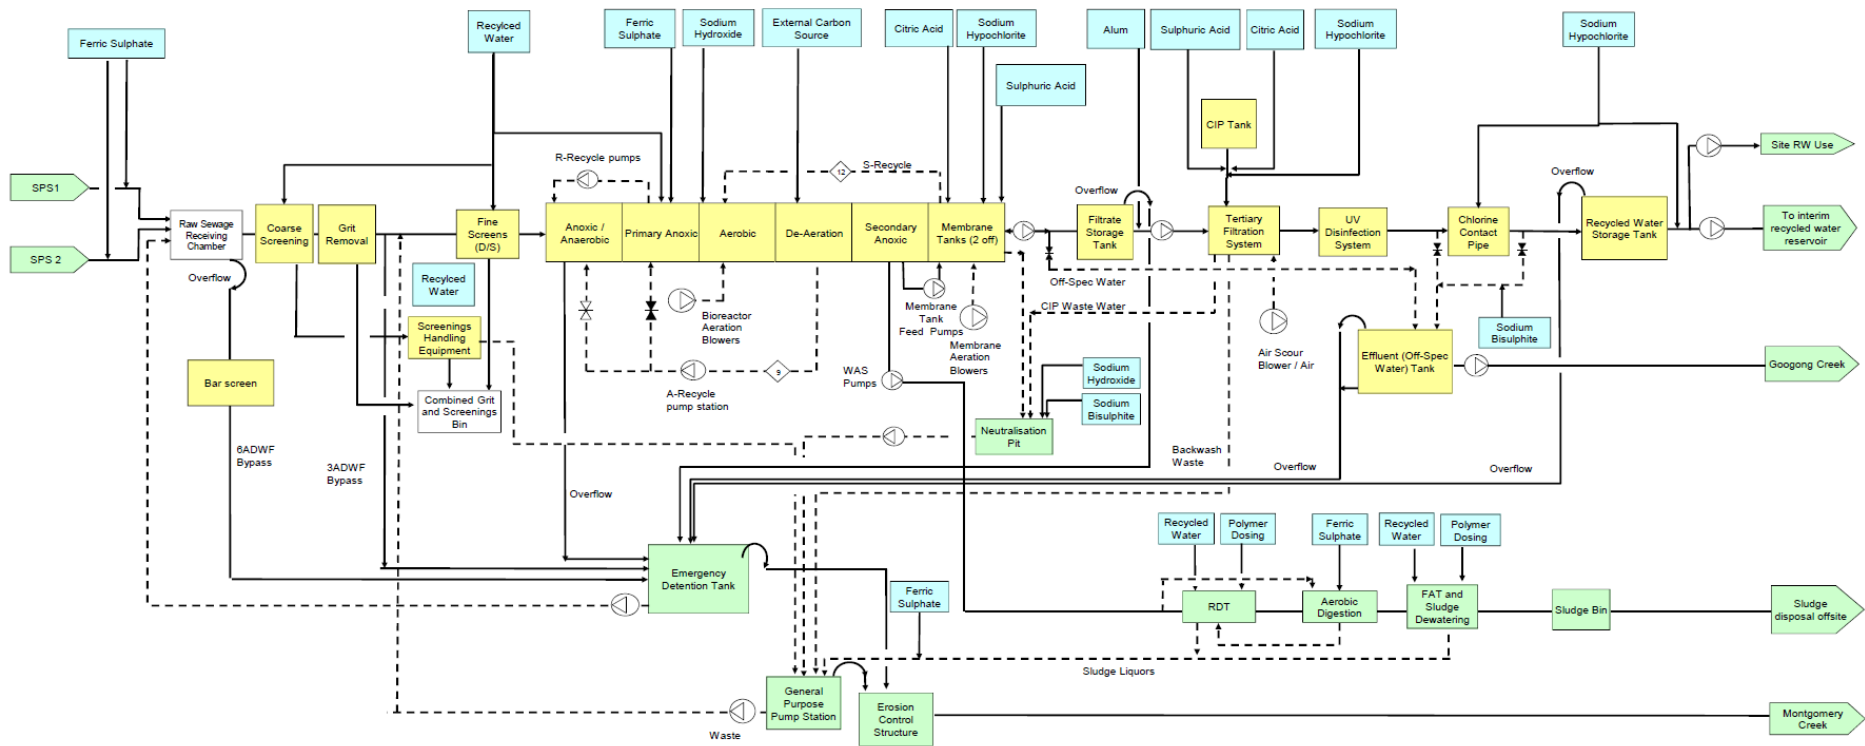 Ferric Sulphate
Recylced
Water
Ferric
Sulphate
Sodium
Hydroxide
External Carbon
Source
Citric Acid
Sodium
Hypochlorite
Alum
Sulphuric Acid
Citric Acid
Sodium
Hypochlorite
Sodium
Hypochlorite
Sulphuric Acid
CIP Tank
Site RW Use
R-Recycle pumps
S-Recycle
12
Overflow
Overflow
SPS1
SPS 2
Raw Sewage
Receiving
Chamber
Coarse
Screening
Grit
Removal
Fine
Screens
(D/S)
Anoxic /
Anaerobic
Primary Anoxic
Aerobic
De-Aeration
Secondary
Anoxic
Membrane
Tanks (2 off)
Filtrate
Storage
Tank
Tertiary
Filtration
System
UV
Disinfection
System
Chlorine
Contact
Pipe
Recycled Water
Storage Tank
To interim
recycled water
reservoir
Overflow
Recylced
Water
Off-Spec Water
CIP Waste Water
Bioreactor
Aeration
Blowers
Membrane
Tank
Feed Pumps
Membrane
Aeration
Blowers
Screenings
Handling
Equipment
Air Scour
Blower / Air
Sodium
Bisulphite
Effluent (Off-Spec
Water) Tank
Googong Creek
Bar screen
Combined Grit
and Screenings
Bin
9
A-Recycle
pump station
WAS
Pumps
Sodium
Hydroxide
Sodium
Bisulphite
Neutralisation
Pit
6ADWF
Bypass
3ADWF
Bypass
Overflow
Backwash
Waste
Overflow
Overflow
Emergency
Detention Tank
Ferric
Sulphate
Recycled
Water
Polymer
Dosing
Ferric
Sulphate
Recycled
Water
Polymer
Dosing
RDT
Aerobic
Digestion
FAT and
Sludge
Dewatering
Sludge Bin
Sludge
disposal offsite
Sludge Liquors
General
Purpose
Pump Station
Waste
Erosion
Control
Structure
Montgomery
Creek